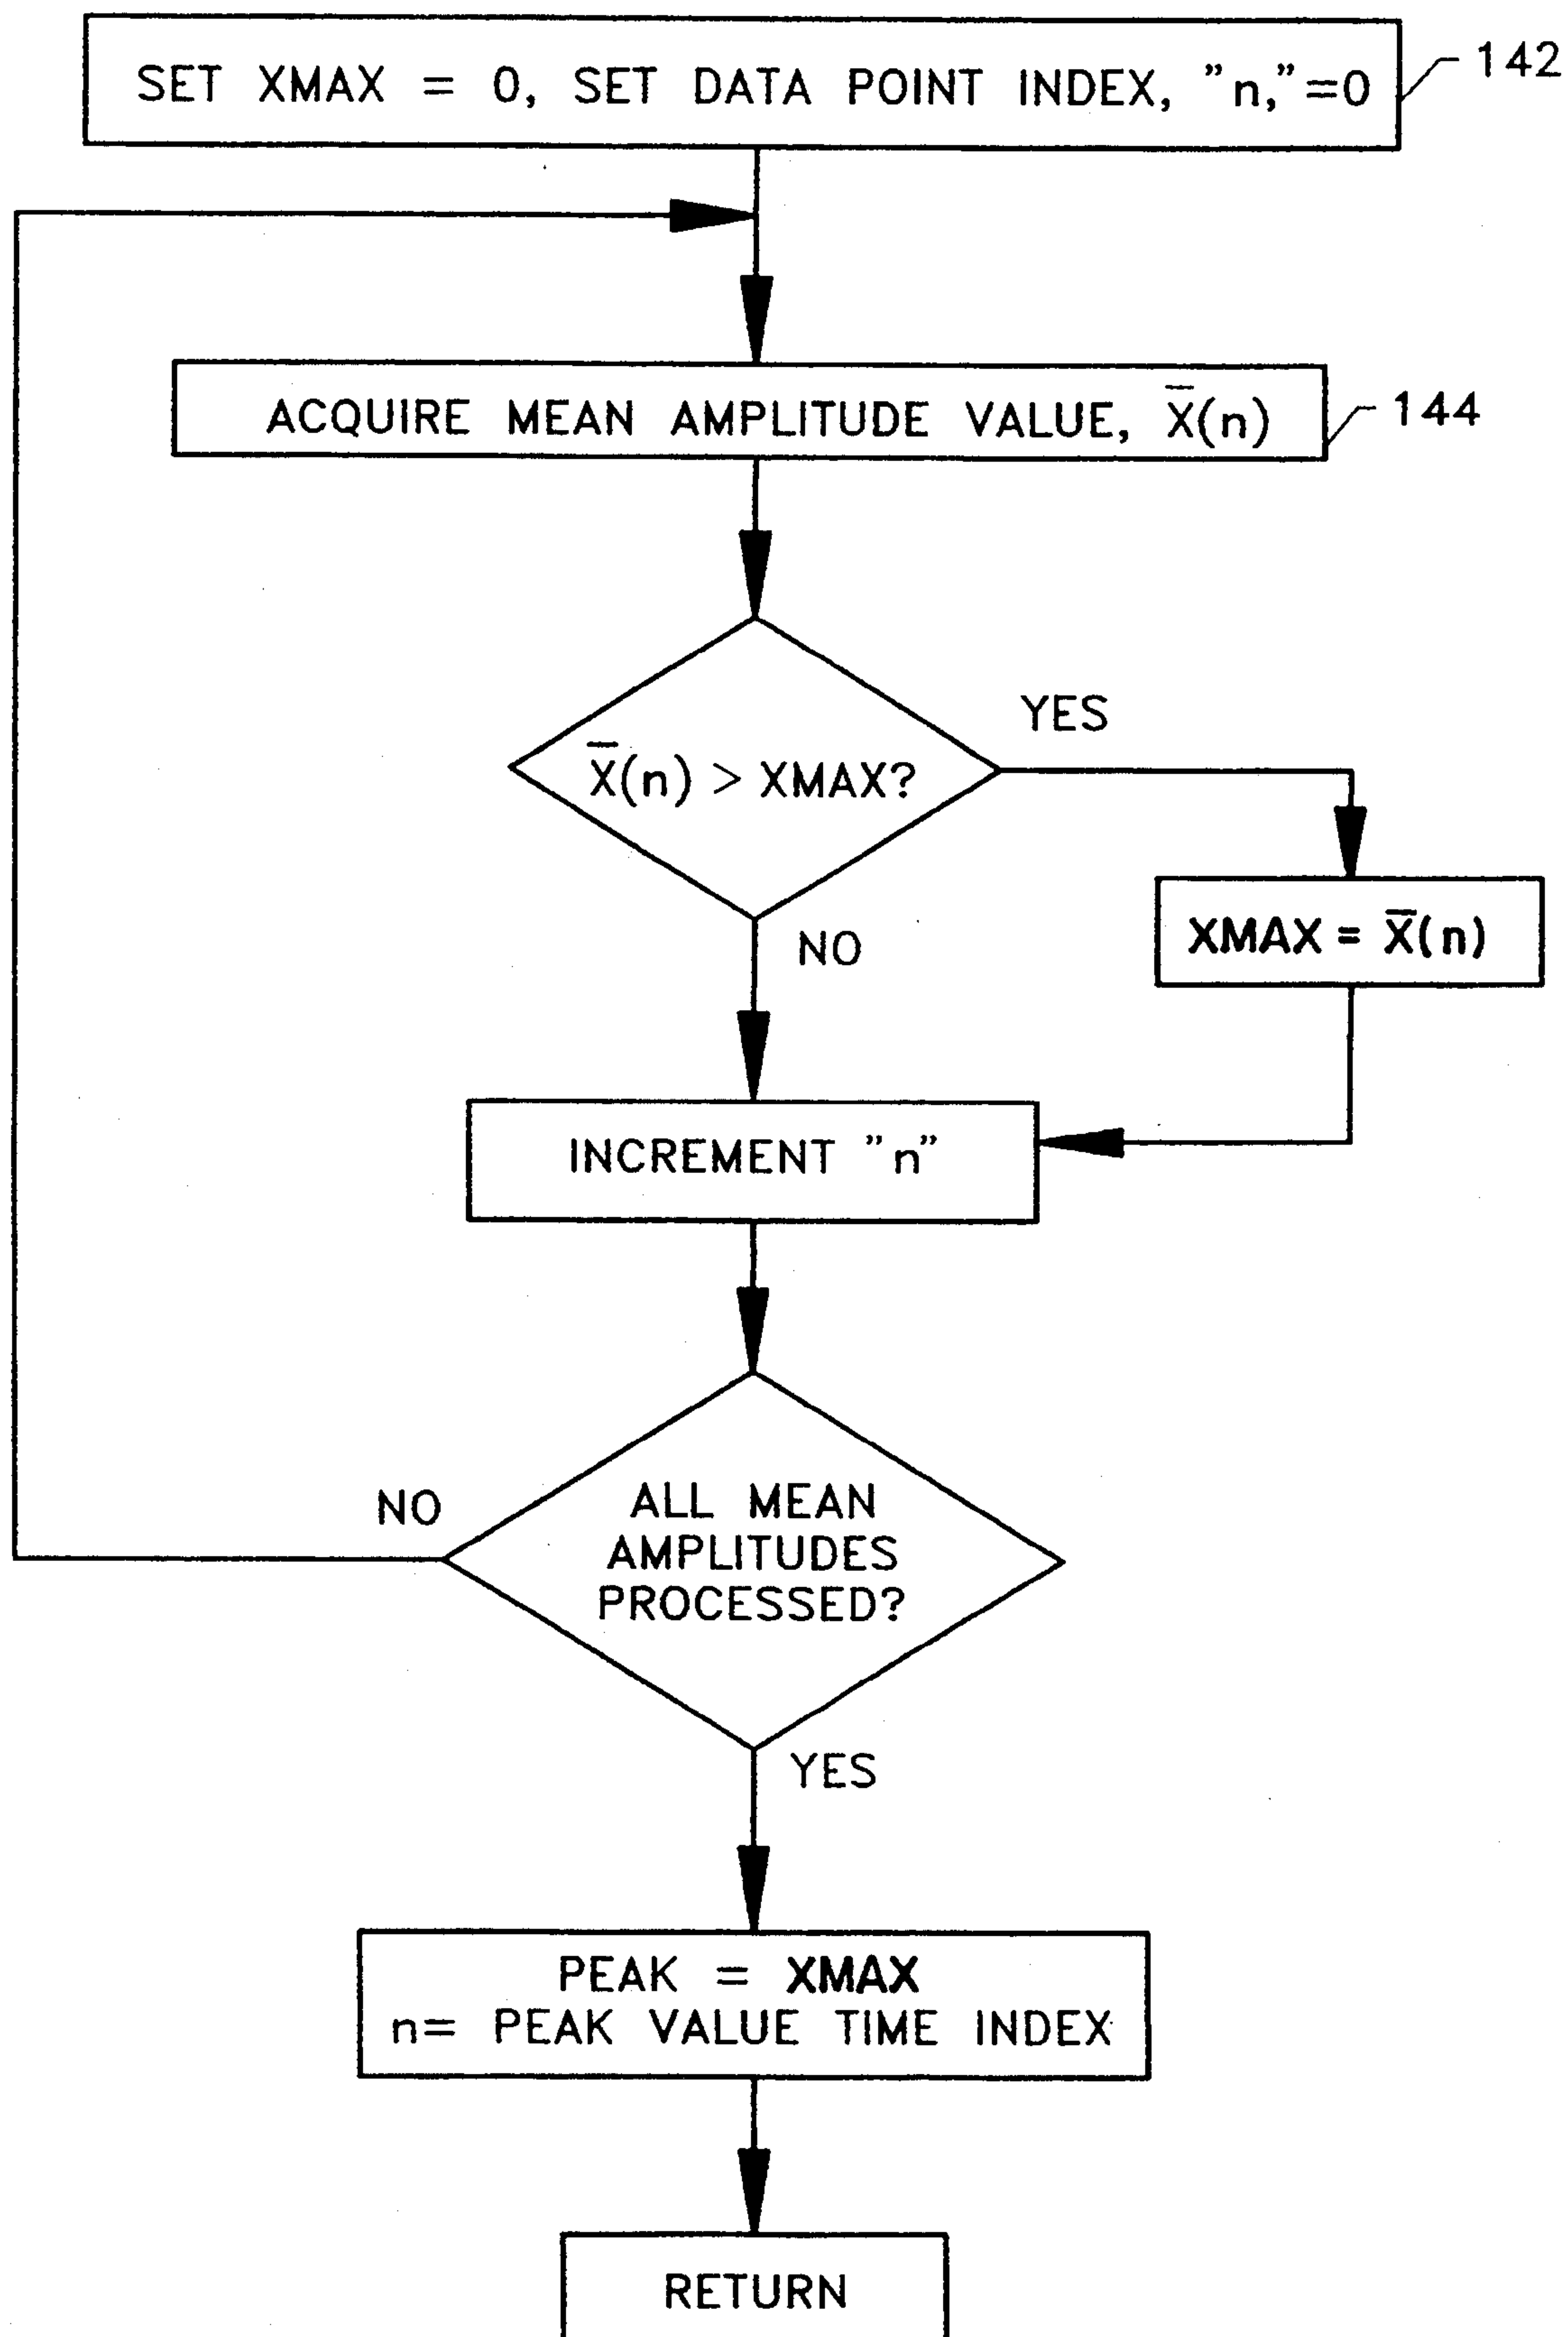 SET XMAX = 0, SET DATA POINT INDEX, "n,"=0
142
ACQUIRE MEAN AMPLITUDE VALUE, X̅(n)
144
X̅(n) > XMAX?
YES
XMAX = X̅(n)
NO
INCREMENT "n"
ALL MEAN
AMPLITUDES
PROCESSED?
NO
YES
PEAK = XMAX
n= PEAK VALUE TIME INDEX
RETURN